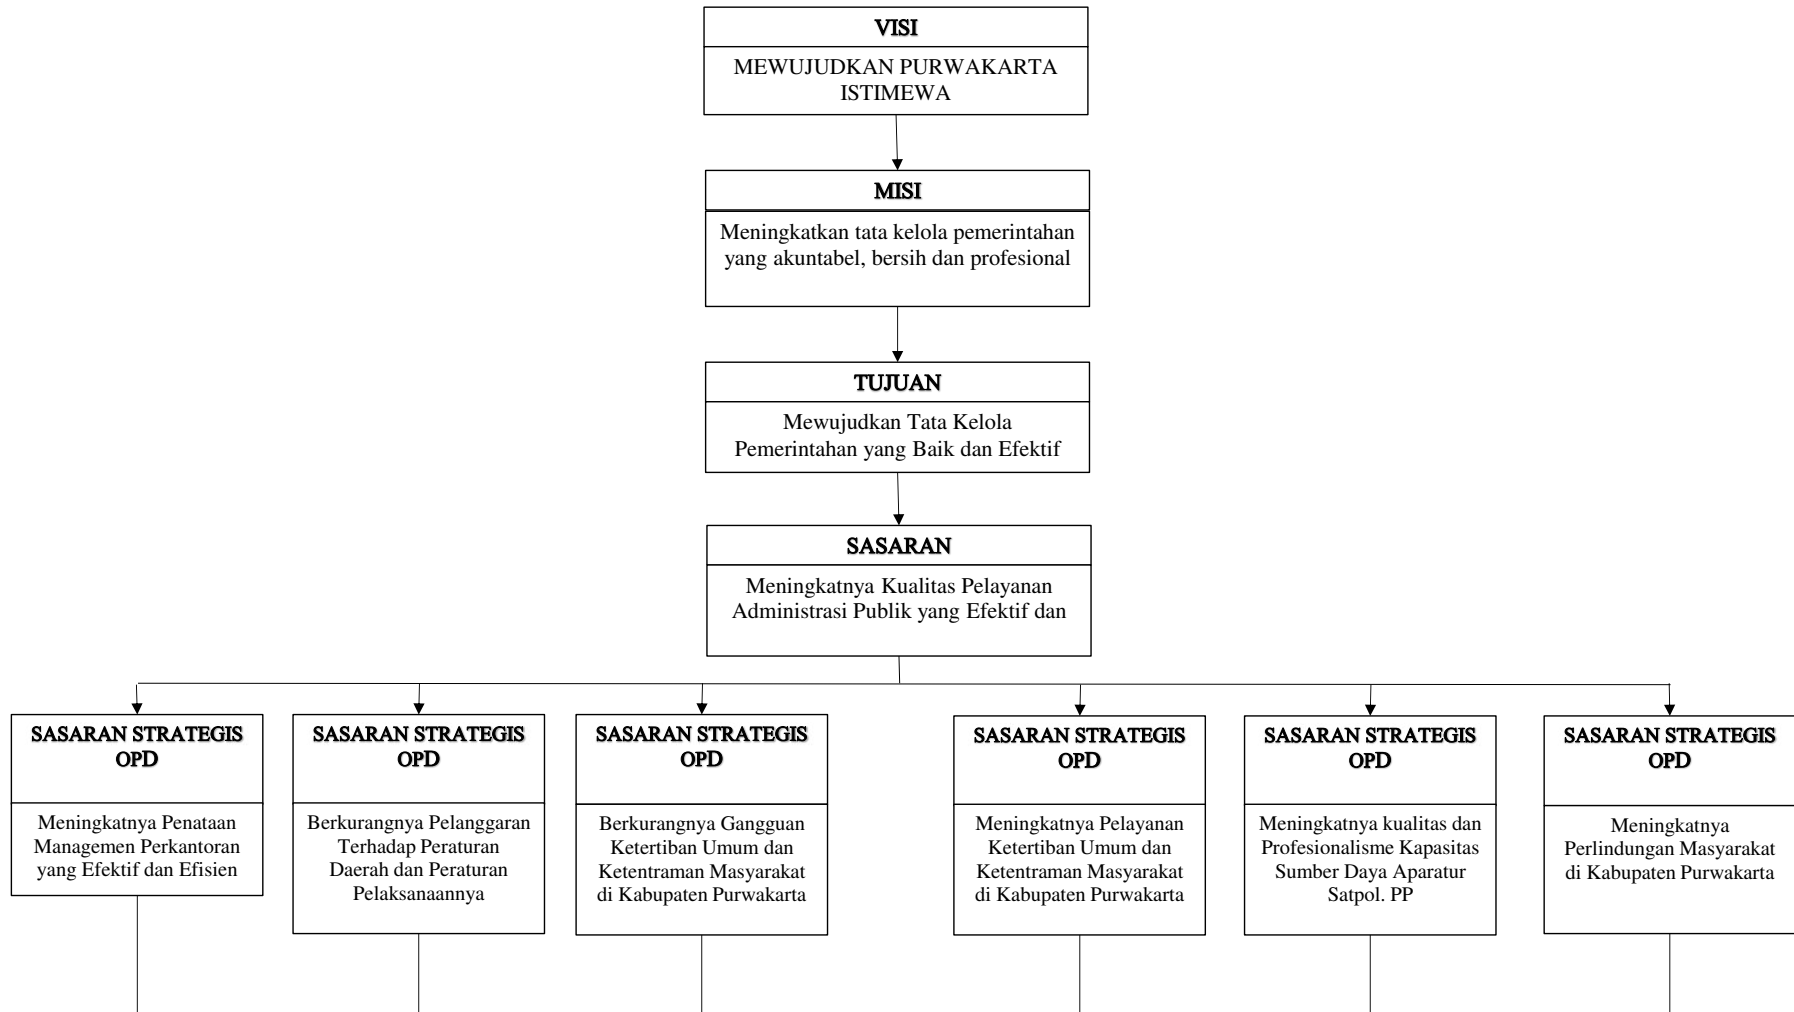 VISI
MEWUJUDKAN PURWAKARTA
ISTIMEWA
MISI
Meningkatkan tata kelola pemerintahan
yang akuntabel, bersih dan profesional
TUJUAN
Mewujudkan Tata Kelola
Pemerintahan yang Baik dan Efektif
SASARAN
Meningkatnya Kualitas Pelayanan
Administrasi Publik yang Efektif dan
SASARAN STRATEGIS
OPD
Meningkatnya Penataan
Managemen Perkantoran
yang Efektif dan Efisien
SASARAN STRATEGIS
OPD
Berkurangnya Pelanggaran
Terhadap Peraturan
Daerah dan Peraturan
Pelaksanaannya
SASARAN STRATEGIS
OPD
Berkurangnya Gangguan
Ketertiban Umum dan
Ketentraman Masyarakat
di Kabupaten Purwakarta
SASARAN STRATEGIS
OPD
Meningkatnya Pelayanan
Ketertiban Umum dan
Ketentraman Masyarakat
di Kabupaten Purwakarta
SASARAN STRATEGIS
OPD
Meningkatnya kualitas dan
Profesionalisme Kapasitas
Sumber Daya Aparatur
Satpol. PP
SASARAN STRATEGIS
OPD
Meningkatnya
Perlindungan Masyarakat
di Kabupaten Purwakarta